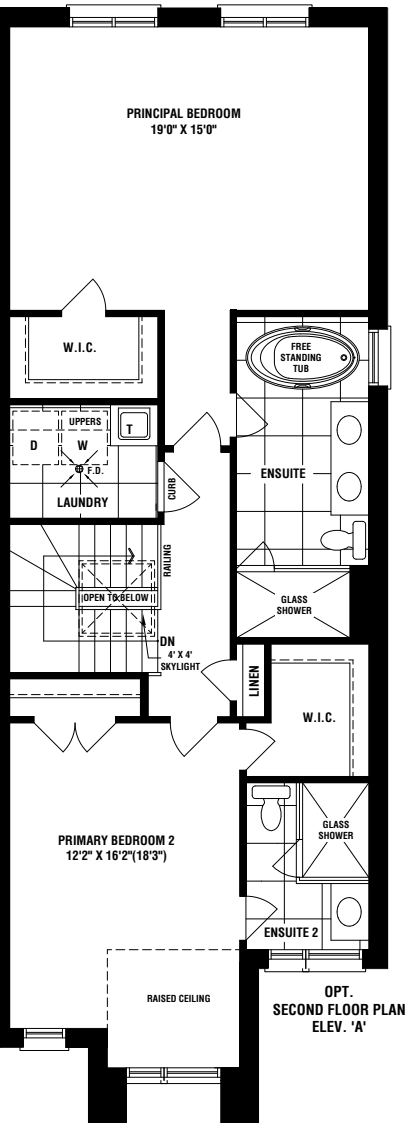 PRINCIPAL BEDROOM
19'0" X 15'0"
W.I.C.
FREE
STANDING
TUB
UPPERS
D
W
T
F.D.
LAUNDRY
CURB
ENSUITE
RAILING
OPEN TO BELOW
DN
4' X 4'
SKYLIGHT
GLASS
SHOWER
LINEN
W.I.C.
PRIMARY BEDROOM 2
12'2" X 16'2"(18'3")
GLASS
SHOWER
ENSUITE 2
RAISED CEILING
OPT.
SECOND FLOOR PLAN
ELEV. 'A'